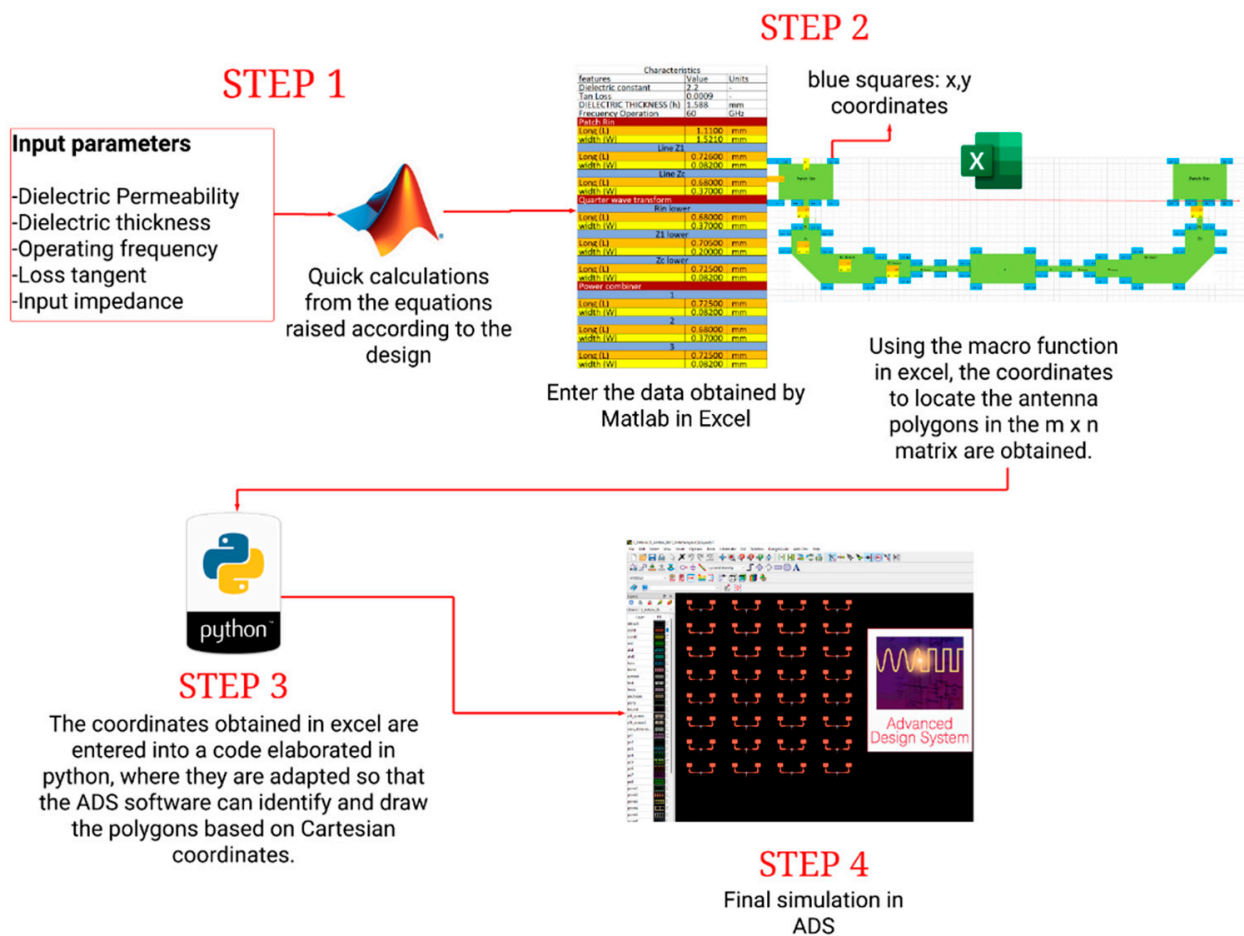 STEP 1
Input parameters
-Dielectric Permeability
-Dielectric thickness
-Operating frequency
-Loss tangent
-Input impedance
Quick calculations
from the equations
raised according to the
design
STEP 2
Characteristics
features Value Units
Dielectric constant 2.2 -
Tan Loss 0.0009 -
DIELECTRIC THICKNESS (h) 1.588 mm
Frecuency Operation 60 GHz
Patch Rin
Long (L) 1.1100 mm
width (W) 1.5210 mm
Line Z1
Long (L) 0.72600 mm
width (W) 0.08200 mm
Line Zc
Long (L) 0.68000 mm
width (W) 0.37000 mm
Quarter wave transform
Rin lower
Long (L) 0.68000 mm
width (W) 0.37000 mm
Z1 lower
Long (L) 0.70500 mm
width (W) 0.20000 mm
Zc lower
Long (L) 0.72500 mm
width (W) 0.08200 mm
Power combiner
1
Long (L) 0.72500 mm
width (W) 0.08200 mm
2
Long (L) 0.68000 mm
width (W) 0.37000 mm
3
Long (L) 0.72500 mm
width (W) 0.08200 mm
Enter the data obtained by
Matlab in Excel
blue squares: x,y
coordinates
X
Using the macro function
in excel, the coordinates
to locate the antenna
polygons in the m x n
matrix are obtained.
python™
STEP 3
The coordinates obtained in excel are
entered into a code elaborated in
python, where they are adapted so that
the ADS software can identify and draw
the polygons based on Cartesian
coordinates.
Advanced
Design System
STEP 4
Final simulation in
ADS